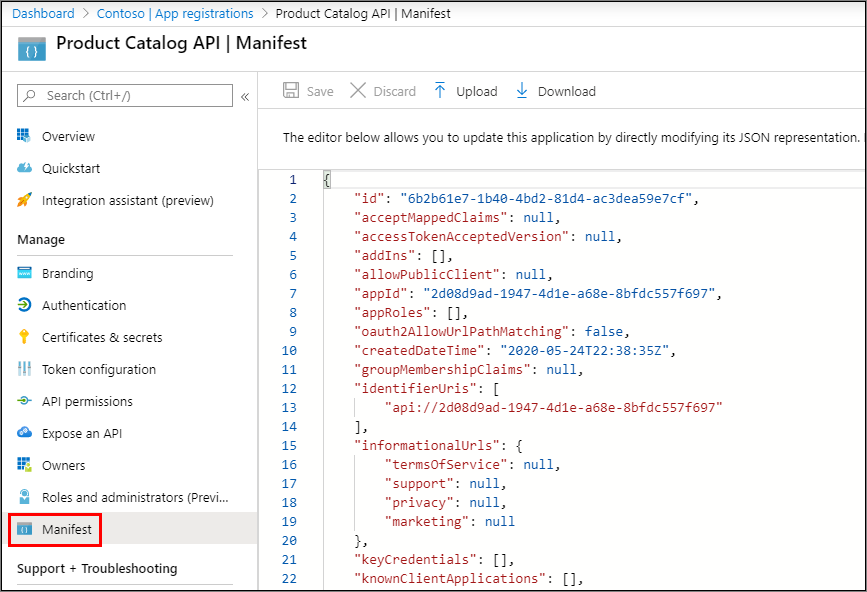 Dashboard > Contoso | App registrations > Product Catalog API | Manifest
Product Catalog API | Manifest
Search (Ctrl+/)
«
Save Discard Upload Download
Overview
Quickstart
Integration assistant (preview)
Manage
Branding
Authentication
Certificates & secrets
Token configuration
API permissions
Expose an API
Owners
Roles and administrators (Previ...
Manifest
Support + Troubleshooting
The editor below allows you to update this application by directly modifying its JSON representation.
1 {
2 "id": "6b2b61e7-1b40-4bd2-81d4-ac3dea59e7cf",
3 "acceptMappedClaims": null,
4 "accessTokenAcceptedVersion": null,
5 "addIns": [],
6 "allowPublicClient": null,
7 "appId": "2d08d9ad-1947-4d1e-a68e-8bfdc557f697",
8 "appRoles": [],
9 "oauth2AllowUrlPathMatching": false,
10 "createdDateTime": "2020-05-24T22:38:35Z",
11 "groupMembershipClaims": null,
12 "identifierUris": [
13 "api://2d08d9ad-1947-4d1e-a68e-8bfdc557f697"
14 ],
15 "informationalUrls": {
16 "termsOfService": null,
17 "support": null,
18 "privacy": null,
19 "marketing": null
20 },
21 "keyCredentials": [],
22 "knownClientApplications": [],